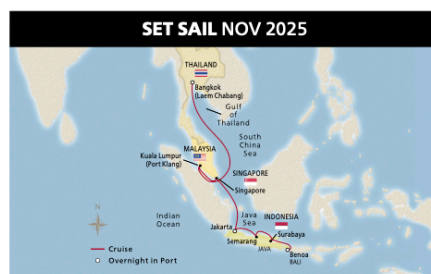 SET SAIL NOV 2025
THAILAND
Bangkok
(Laem Chabang)
Gulf
of
Thailand
South
China
Sea
MALAYSIA
Kuala Lumpur
(Port Klang)
SINGAPORE
Singapore
Indian
Ocean
Java
Sea
INDONESIA
Jakarta
Surabaya
Semarang
JAVA
Benoa
BALI
N
Cruise
Overnight in Port